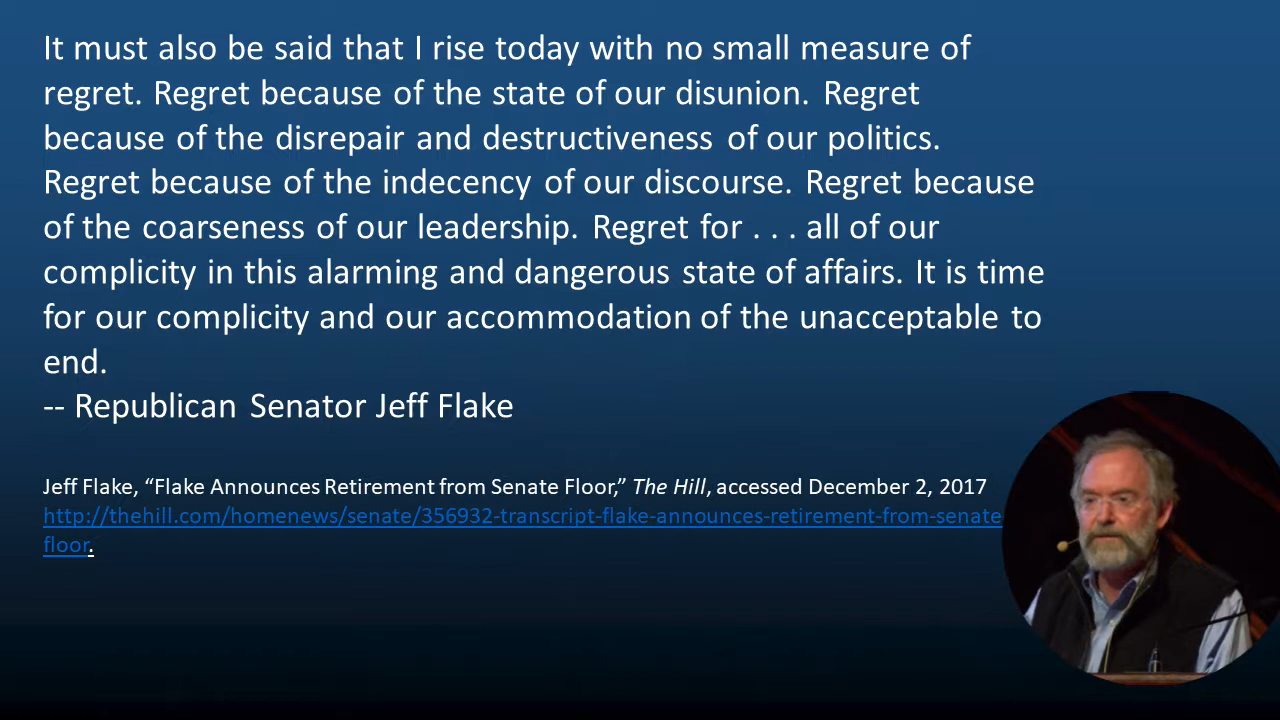 It must also be said that I rise today with no small measure of
regret. Regret because of the state of our disunion. Regret
because of the disrepair and destructiveness of our politics.
Regret because of the indecency of our discourse. Regret because
of the coarseness of our leadership. Regret for . . . all of our
complicity in this alarming and dangerous state of affairs. It is time
for our complicity and our accommodation of the unacceptable to
end.
-- Republican Senator Jeff Flake
Jeff Flake, “Flake Announces Retirement from Senate Floor,” The Hill, accessed December 2, 2017
http://thehill.com/homenews/senate/356932-transcript-flake-announces-retirement-from-senate
floor.